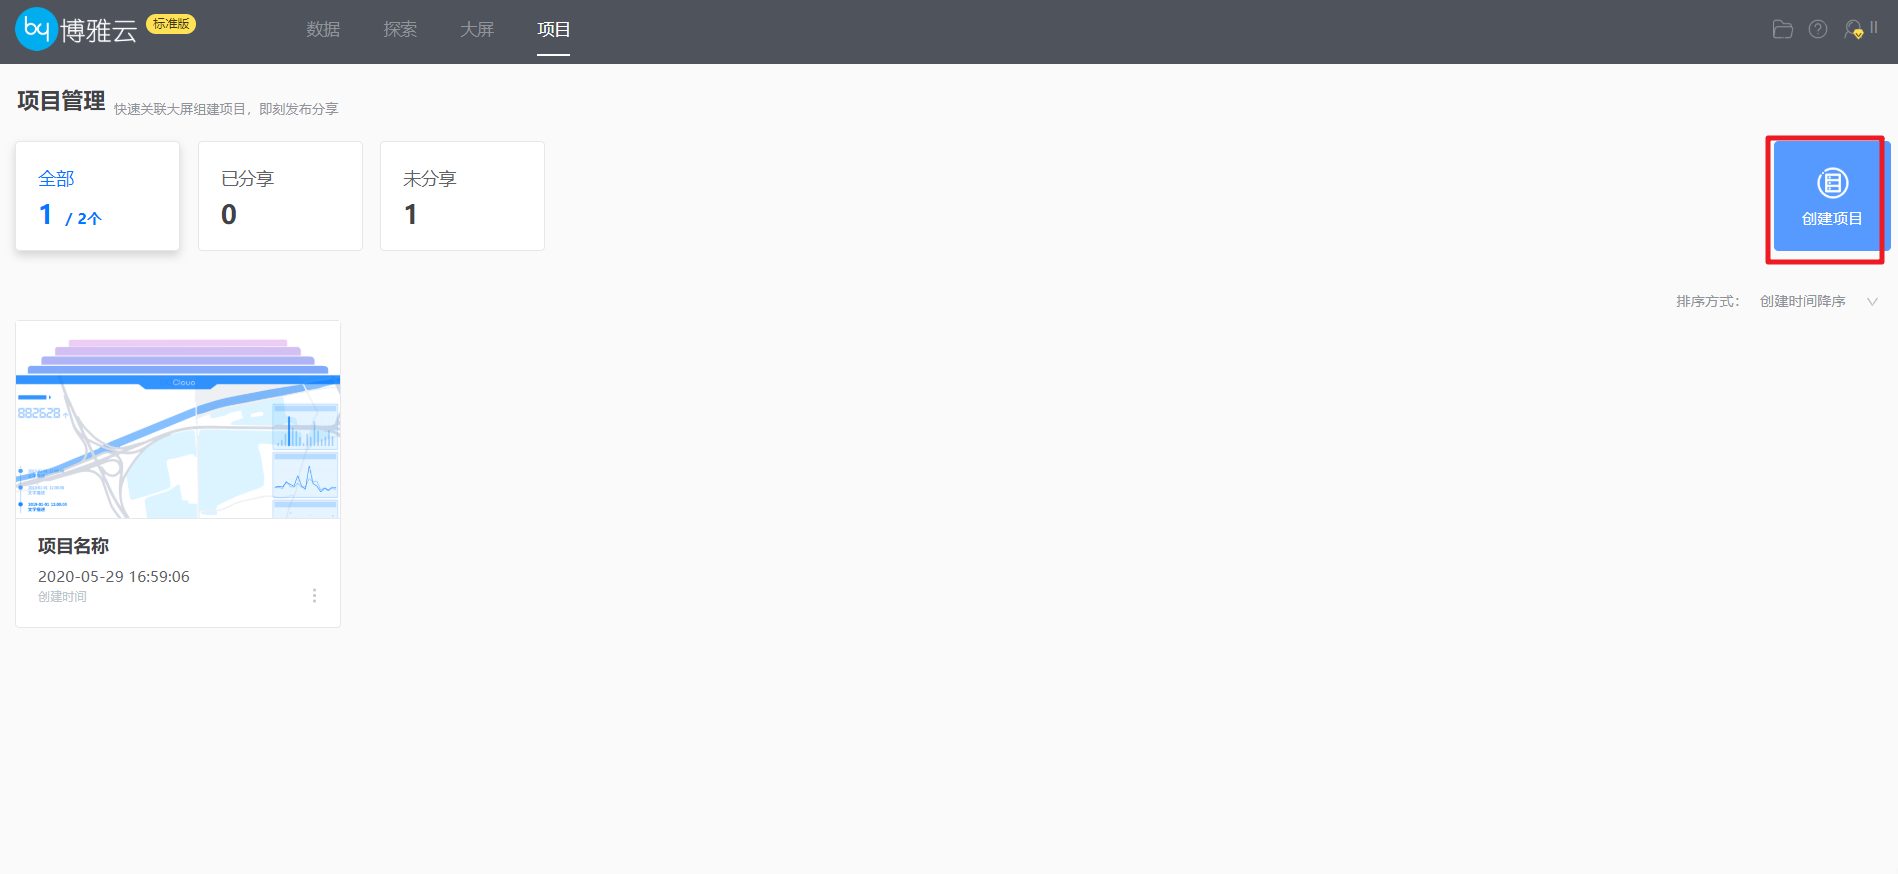 by 博雅云 标准版 数据 探索 大屏 项目
项目管理 快速关联大屏组建项目，即刻发布分享
全部
1 / 2个
已分享
0
未分享
1
创建项目
排序方式： 创建时间降序
Cloud
882628
项目名称
2020-05-29 16:59:06
创建时间